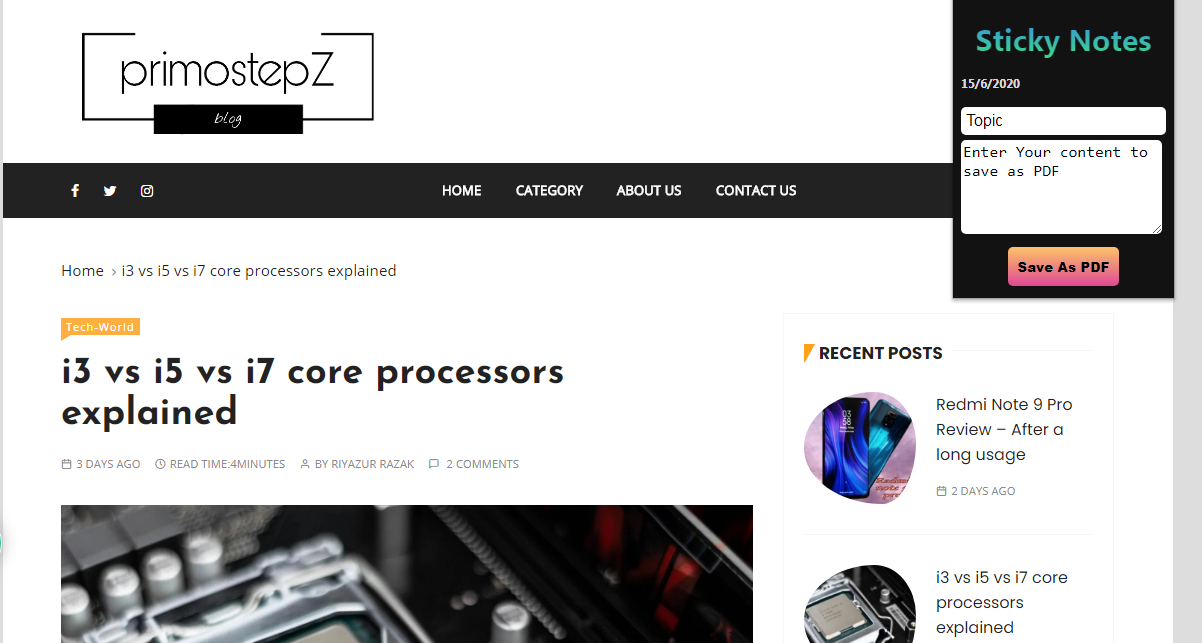 primostepZ
blog
Sticky Notes
15/6/2020
Topic
Enter Your content to
save as PDF
Save As PDF
HOME CATEGORY ABOUT US CONTACT US
Home › i3 vs i5 vs i7 core processors explained
Tech-World
i3 vs i5 vs i7 core processors
explained
3 DAYS AGO READ TIME:4MINUTES BY RIYAZUR RAZAK 2 COMMENTS
RECENT POSTS
Redmi Note 9 Pro
Review – After a
long usage
2 DAYS AGO
i3 vs i5 vs i7 core
processors
explained